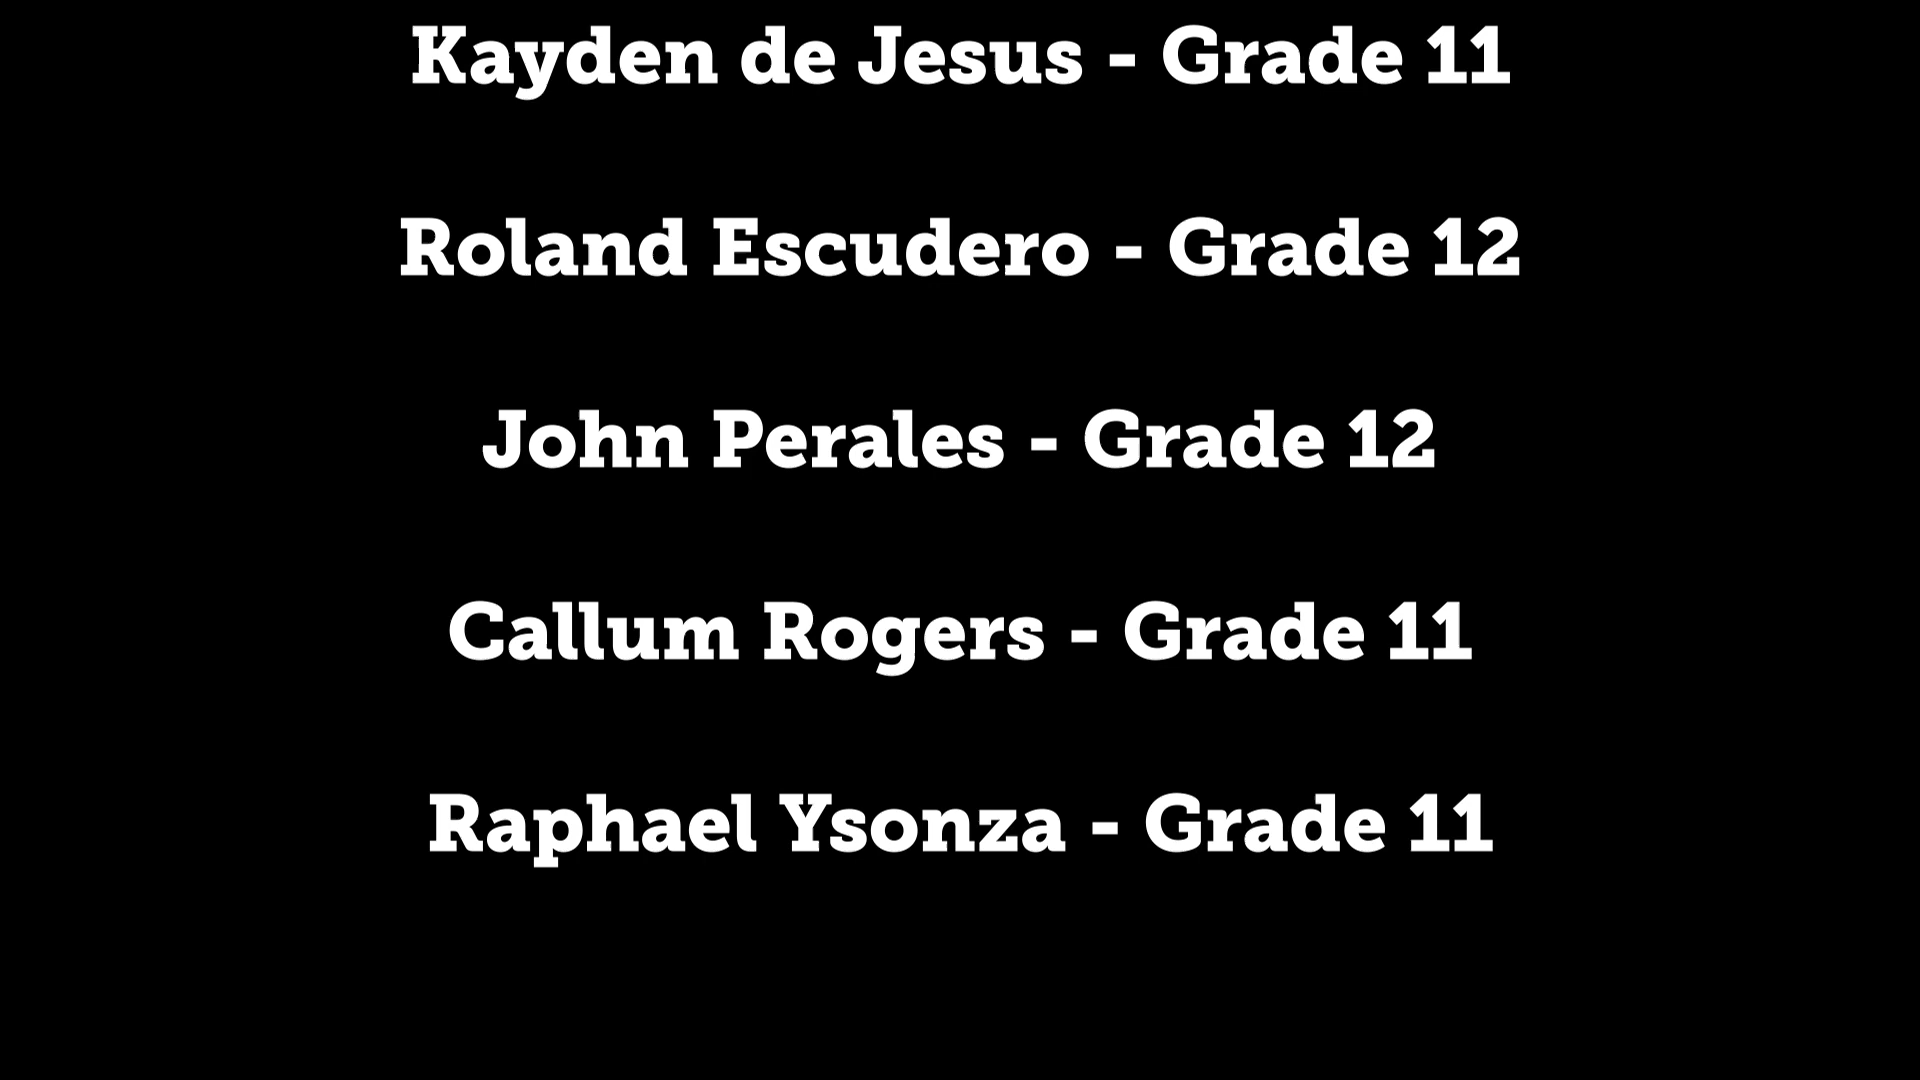 Kayden de Jesus - Grade 11
Roland Escudero - Grade 12
John Perales - Grade 12
Callum Rogers - Grade 11
Raphael Ysonza - Grade 11